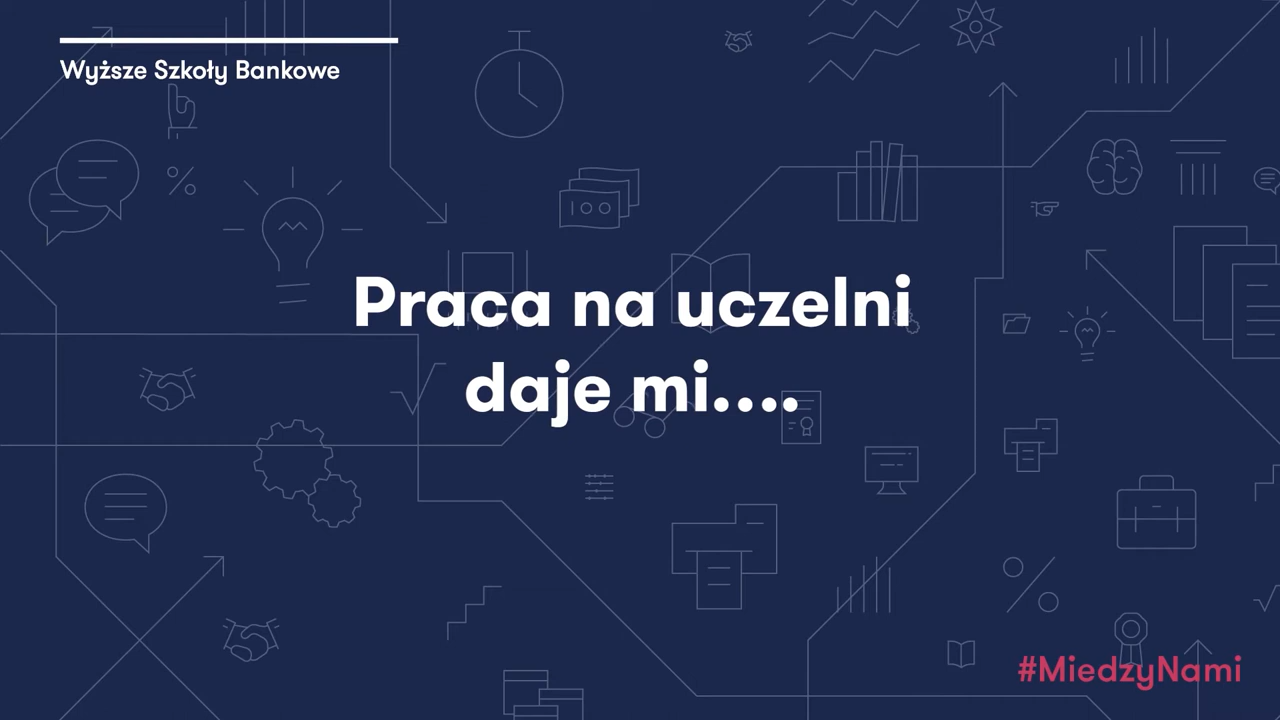 Wyższe Szkoły Bankowe
Praca na uczelni
daje mi....
#MiedzyNami